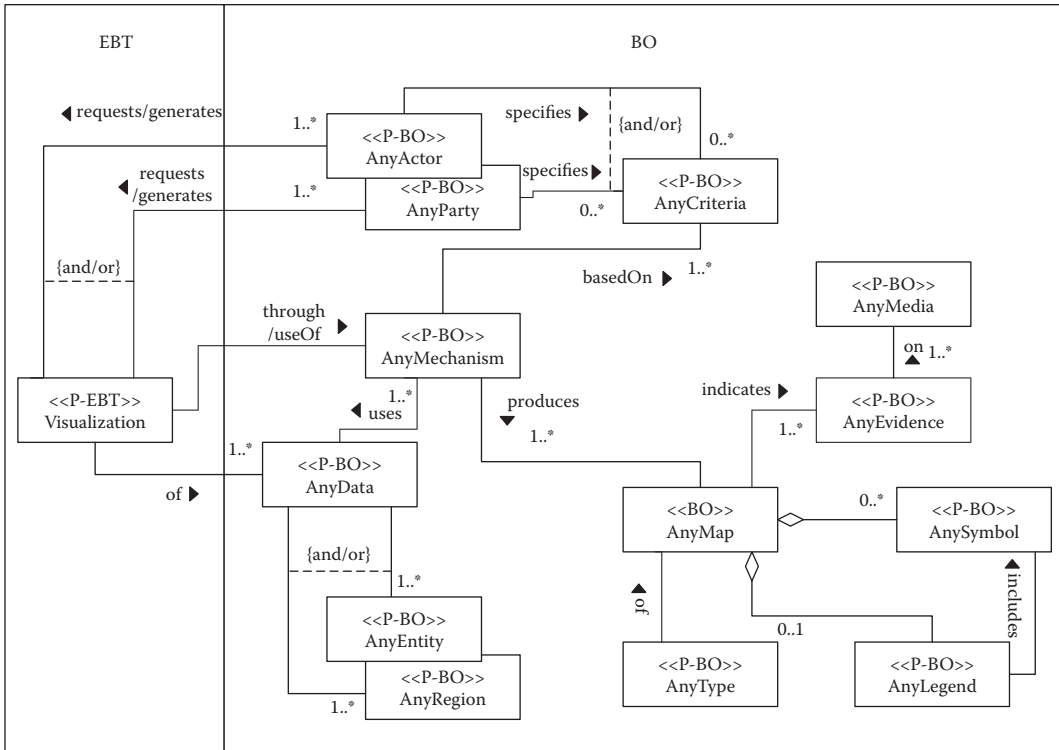 EBT
BO
requests/generates
1..*
specifies
{and/or}
0..*
<<P-BO>>
AnyActor
requests
/generates
1..*
<<P-BO>>
AnyParty
specifies
0..*
<<P-BO>>
AnyCriteria
{and/or}
basedOn
1..*
through
/useOf
<<P-BO>>
AnyMechanism
<<P-BO>>
AnyMedia
on
1..*
<<P-EBT>>
Visualization
1..*
uses
produces
1..*
indicates
1..*
<<P-BO>>
AnyEvidence
1..*
of
<<P-BO>>
AnyData
<<BO>>
AnyMap
0..*
<<P-BO>>
AnySymbol
{and/or}
1..*
of
includes
<<P-BO>>
AnyEntity
0..1
1..*
<<P-BO>>
AnyRegion
<<P-BO>>
AnyType
<<P-BO>>
AnyLegend